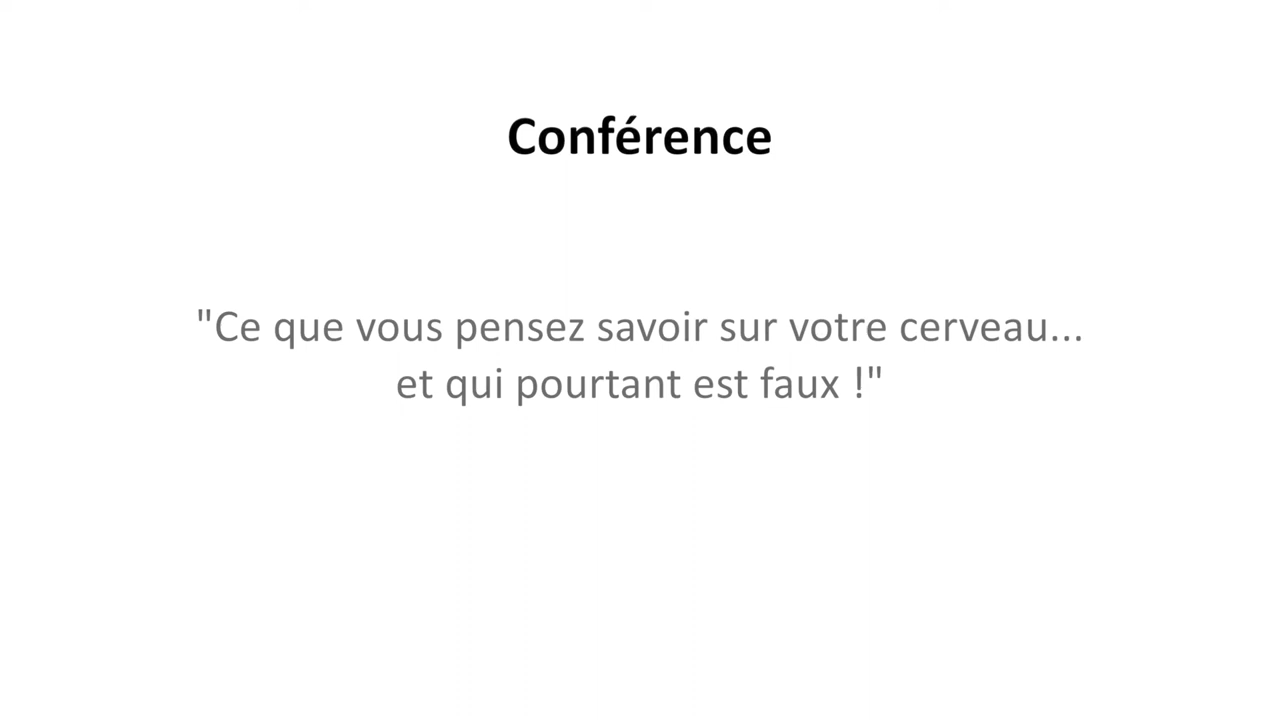 Conférence
"Ce que vous pensez savoir sur votre cerveau...
et qui pourtant est faux !"